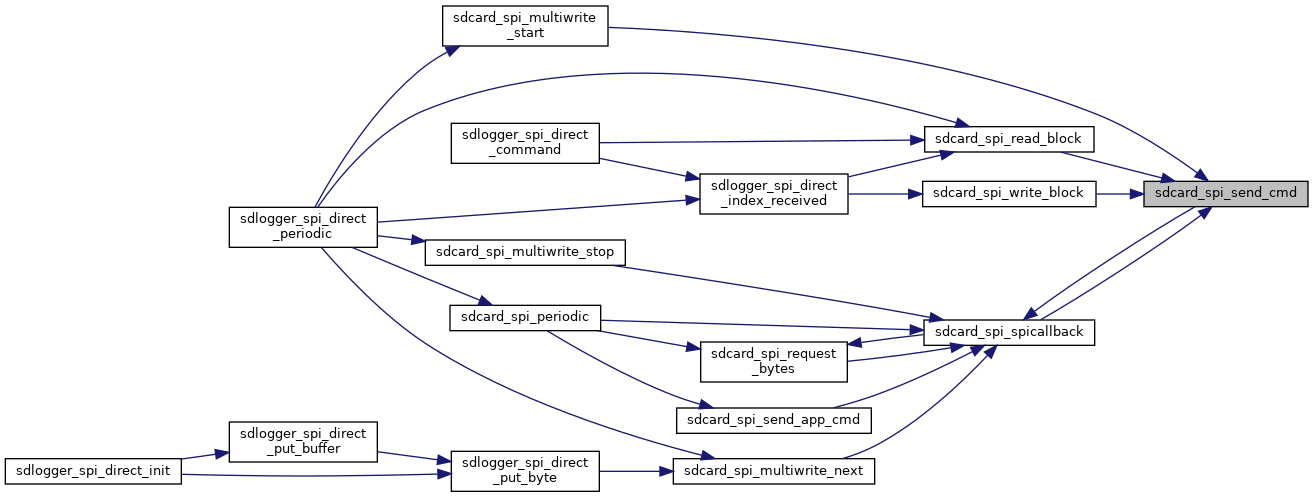 sdcard_spi_multiwrite
_start
sdlogger_spi_direct
_command
sdcard_spi_read_block
sdlogger_spi_direct
_index_received
sdcard_spi_write_block
sdcard_spi_send_cmd
sdlogger_spi_direct
_periodic
sdcard_spi_multiwrite_stop
sdcard_spi_periodic
sdcard_spi_spicallback
sdcard_spi_request
_bytes
sdcard_spi_send_app_cmd
sdlogger_spi_direct
_put_buffer
sdlogger_spi_direct_init
sdlogger_spi_direct
_put_byte
sdcard_spi_multiwrite_next